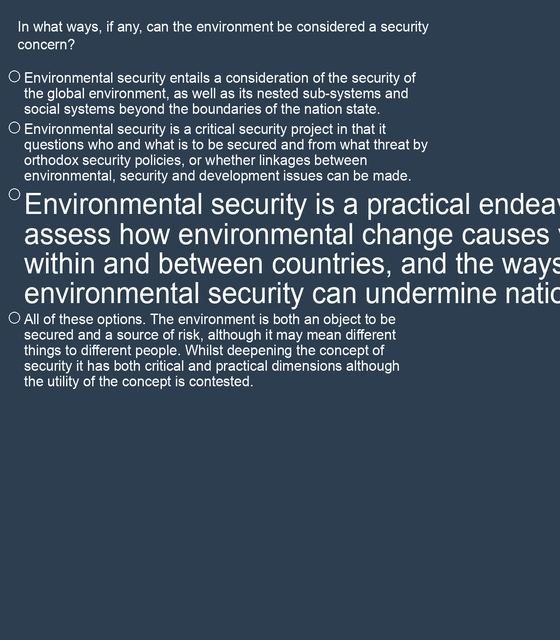 In what ways, if any, can the environment be considered a security
concern?
Environmental security entails a consideration of the security of
the global environment, as well as its nested sub-systems and
social systems beyond the boundaries of the nation state.
Environmental security is a critical security project in that it
questions who and what is to be secured and from what threat by
orthodox security policies, or whether linkages between
environmental, security and development issues can be made.
Environmental security is a practical
assess how environmental change causes
within and between countries, and the ways
environmental security can undermine
All of these options. The environment is both an object to be
secured and a source of risk, although it may mean different
things to different people. Whilst deepening the concept of
security it has both critical and practical dimensions although
the utility of the concept is contested.